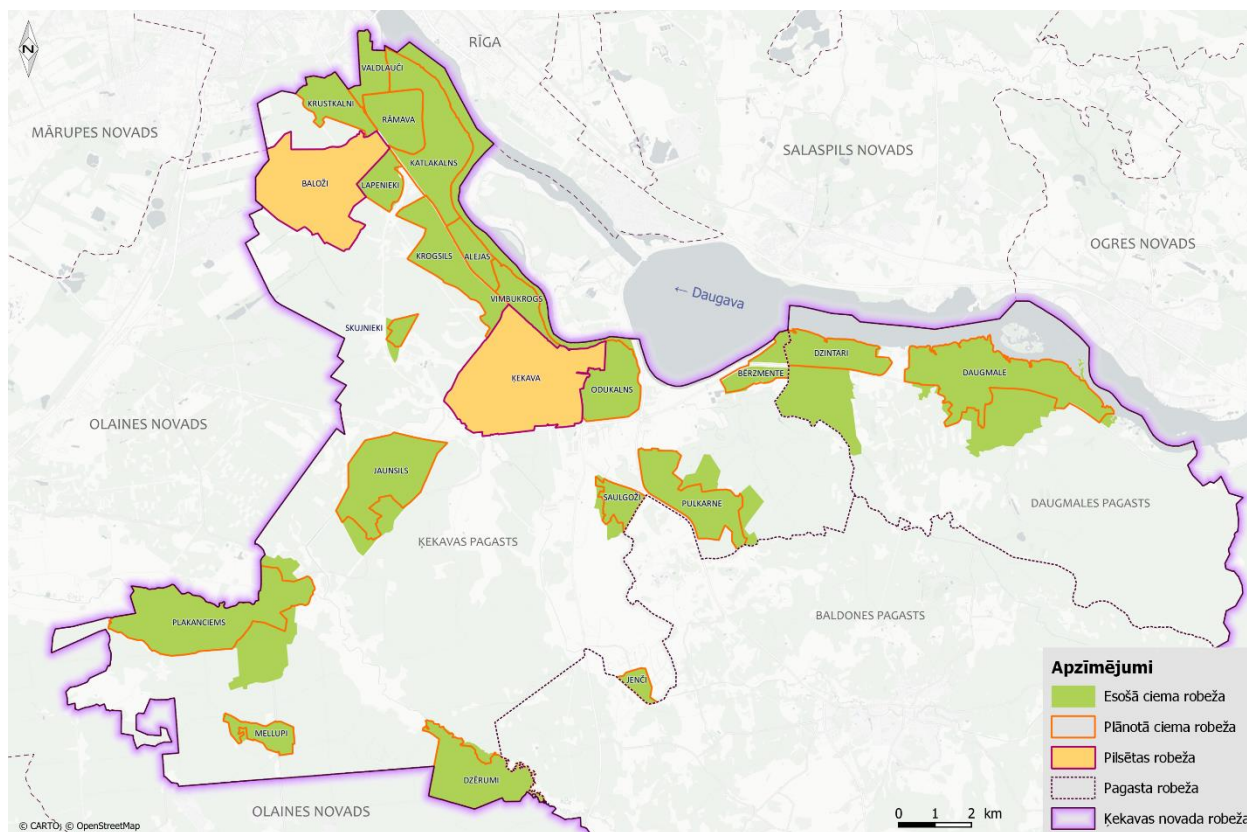 N
RĪGA
VALDLAUČI
KRUSTKALNI
RĀMAVA
MĀRUPES NOVADS
SALASPILS NOVADS
KATLAKALNS
BALOŽI
LAPENIEKI
OGRES NOVADS
KROGSILS
ALEJAS
← Daugava
VIMBUKROGS
SKUJNIEKI
DZINTARI
ĶEKAVA
BĒRZMENTE
DAUGMALE
ODUKALNS
OLAINES NOVADS
JAUNSILS
SAULGOŽI
PULKARNE
DAUGMALES PAGASTS
ĶEKAVAS PAGASTS
BALDONES PAGASTS
PLAKANCIEMS
JENČI
MELLUPI
DZĒRUMI
OLAINES NOVADS
Apzīmējumi
Esošā ciema robeža
Plānotā ciema robeža
Pilsētas robeža
Pagasta robeža
Ķekavas novada robeža
0 1 2 km
© CARTO; © OpenStreetMap